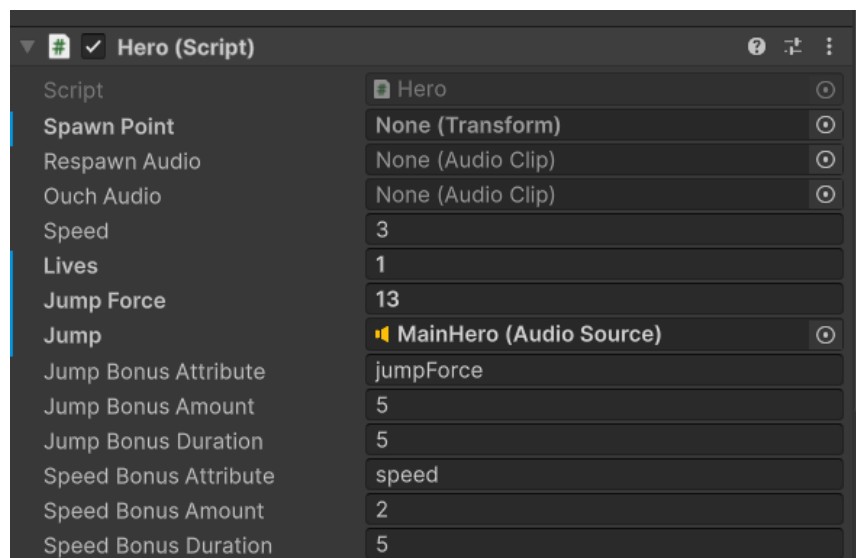 Hero (Script)
Script Hero
Spawn Point None (Transform)
Respawn Audio None (Audio Clip)
Ouch Audio None (Audio Clip)
Speed 3
Lives 1
Jump Force 13
Jump MainHero (Audio Source)
Jump Bonus Attribute jumpForce
Jump Bonus Amount 5
Jump Bonus Duration 5
Speed Bonus Attribute speed
Speed Bonus Amount 2
Speed Bonus Duration 5